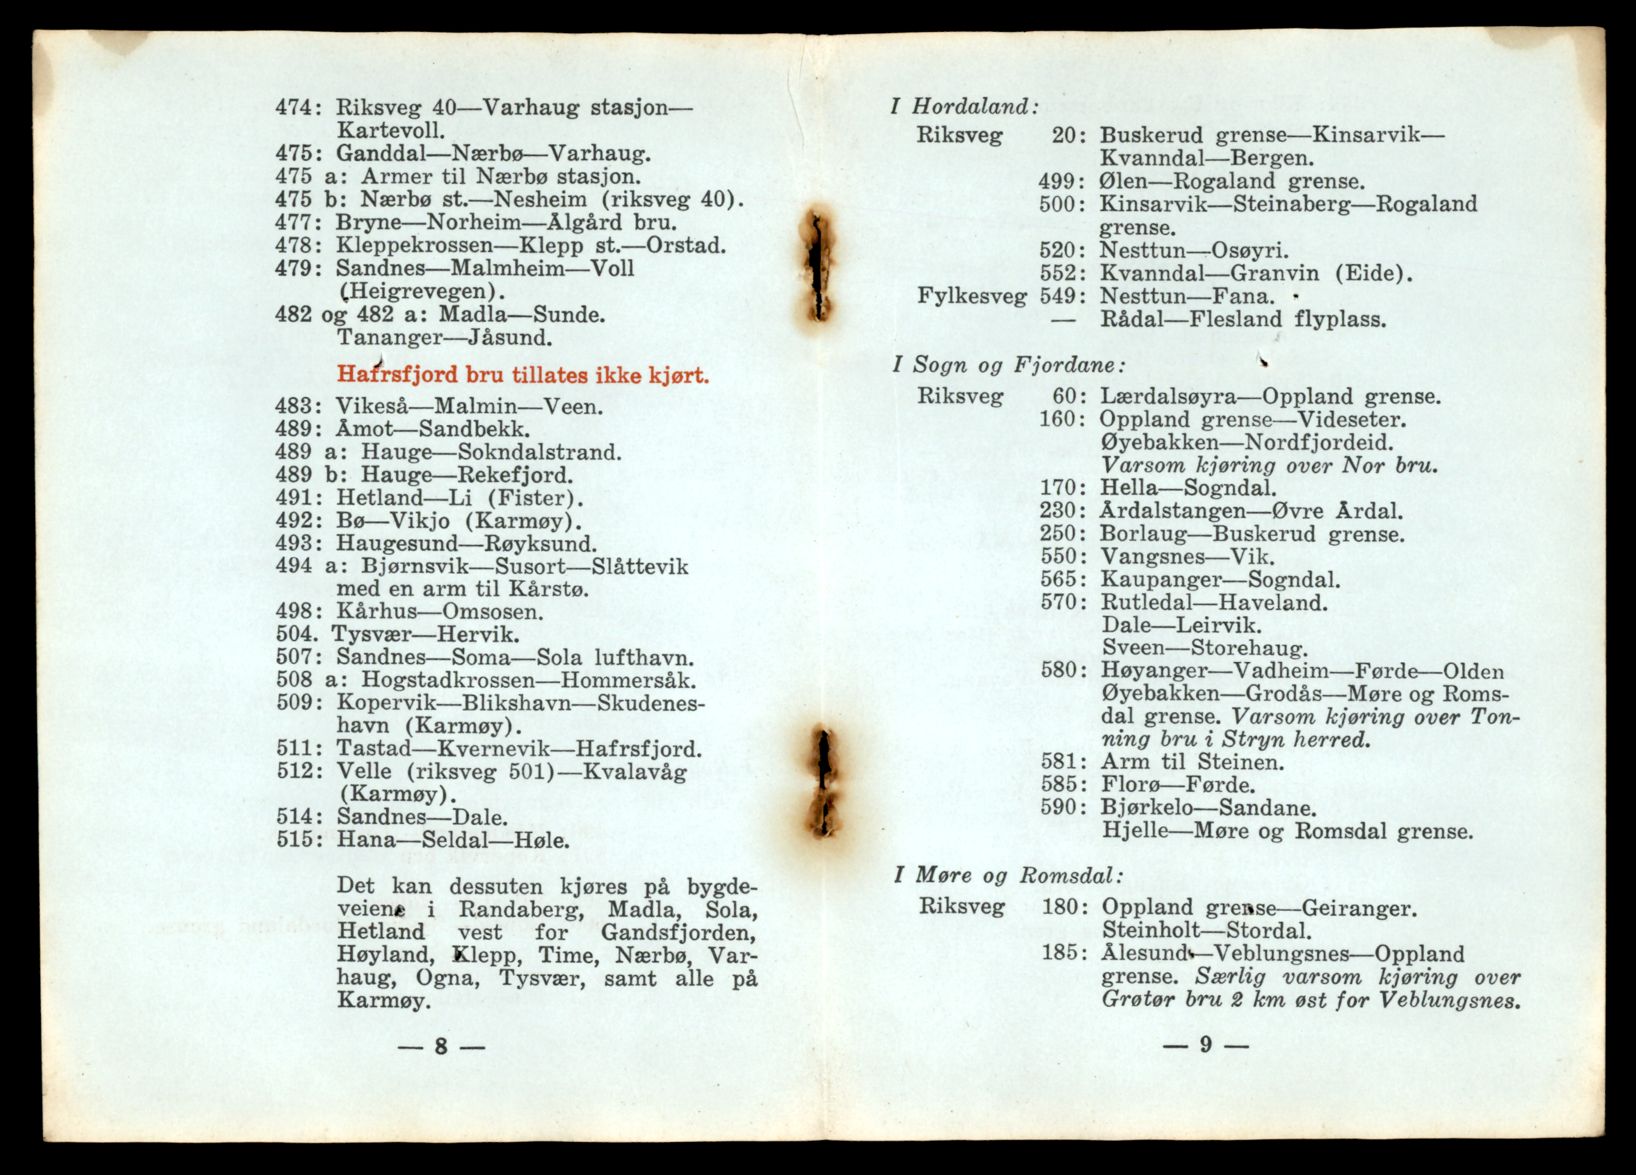 474: Riksveg 40—Varhaug stasjon—
Kartevoll.
475: Ganddal—Nærbø—Varhaug.
475 a: Armer til Nærbø stasjon.
475 b: Nærbø st.—Nesheim (riksveg 40).
477: Bryne—Norheim—Ålgård bru.
478: Kleppekrossen—Klepp st.—Orstad.
479: Sandnes—Malmheim—Voll
(Heigrevegen).
482 og 482 a: Madla—Sunde.
Tananger—Jåsund.
Hafrsfjord bru tillates ikke kjørt.
483: Vikeså—Malmin—Veen.
489: Åmot—Sandbekk.
489 a: Hauge—Sokndalstrand.
489 b: Hauge—Rekefjord.
491: Hetland—Li (Fister).
492: Bø—Vikjo (Karmøy).
493: Haugesund—Røyksund.
494 a: Bjørnsvik—Susort—Slåttevik
med en arm til Kårstø.
498: Kårhus—Omsosen.
504. Tysvær—Hervik.
507: Sandnes—Soma—Sola lufthavn.
508 a: Hogstadkrossen—Hommersåk.
509: Kopervik—Blikshavn—Skudenes-
havn (Karmøy).
511: Tastad—Kvernevik—Hafrsfjord.
512: Velle (riksveg 501)—Kvalavåg
(Karmøy).
514: Sandnes—Dale.
515: Hana—Seldal—Høle.
Det kan dessuten kjøres på bygde-
veiene i Randaberg, Madla, Sola,
Hetland vest for Gandsfjorden,
Høyland, Klepp, Time, Nærbø, Var-
haug, Ogna, Tysvær, samt alle på
Karmøy.
— 8 —
I Hordaland:
Riksveg 20: Buskerud grense—Kinsarvik—
Kvanndal—Bergen.
499: Ølen—Rogaland grense.
500: Kinsarvik—Steinaberg—Rogaland
grense.
520: Nesttun—Osøyri.
552: Kvanndal—Granvin (Eide).
Fylkesveg 549: Nesttun—Fana.
— Rådal—Flesland flyplass.
I Sogn og Fjordane:
Riksveg 60: Lærdalsøyra—Oppland grense.
160: Oppland grense—Videseter.
Øyebakken—Nordfjordeid.
Varsom kjøring over Nor bru.
170: Hella—Sogndal.
230: Årdalstangen—Øvre Årdal.
250: Borlaug—Buskerud grense.
550: Vangsnes—Vik.
565: Kaupanger—Sogndal.
570: Rutledal—Haveland.
Dale—Leirvik.
Sveen—Storehaug.
580: Høyanger—Vadheim—Førde—Olden
Øyebakken—Grodås—Møre og Roms-
dal grense. Varsom kjøring over Ton-
ning bru i Stryn herred.
581: Arm til Steinen.
585: Florø—Førde.
590: Bjørkelo—Sandane.
Hjelle—Møre og Romsdal grense.
I Møre og Romsdal:
Riksveg 180: Oppland grense—Geiranger.
Steinholt—Stordal.
185: Ålesund—Veblungsnes—Oppland
grense. Særlig varsom kjøring over
Grøtør bru 2 km øst for Veblungsnes.
— 9 —